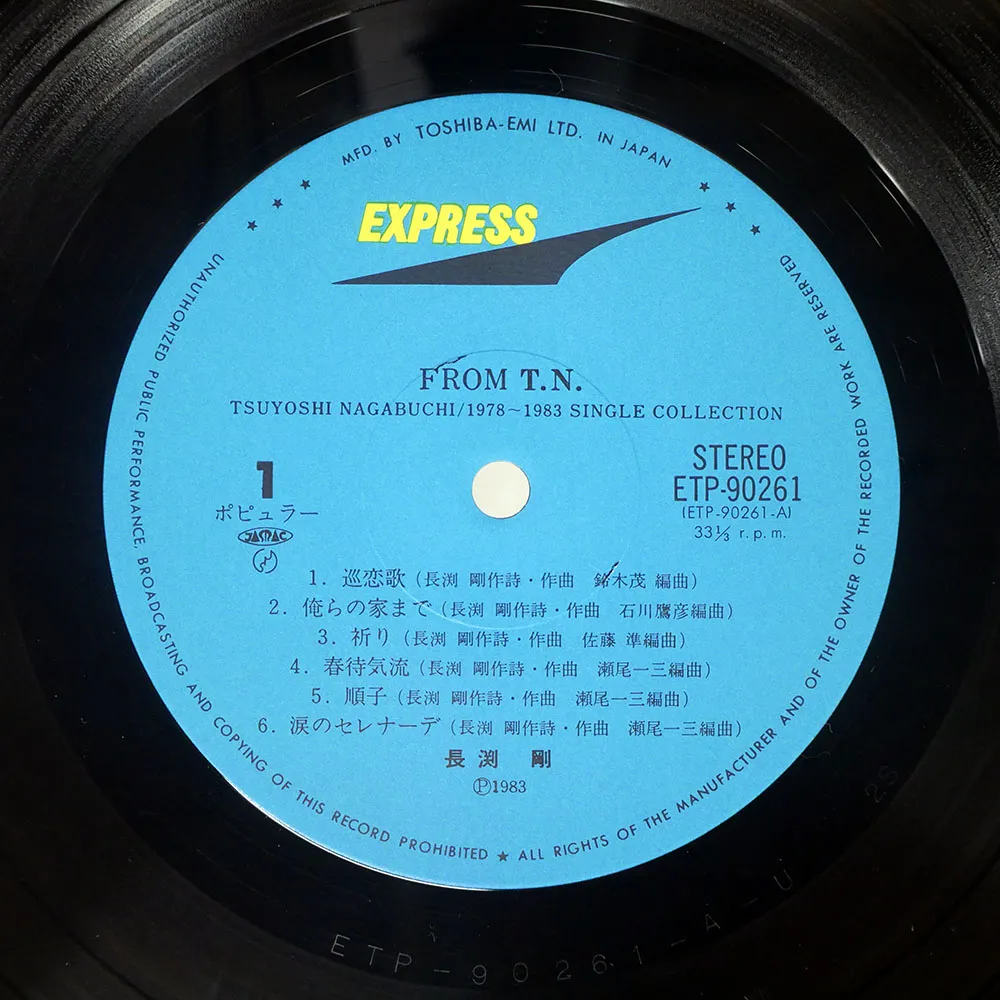 MFD. BY TOSHIBA-EMI LTD. IN JAPAN
EXPRESS
FROM T.N.
TSUYOSHI NAGABUCHI/1978～1983 SINGLE COLLECTION
1
ポピュラー
JASRAC
STEREO
ETP-90261
(ETP-90261-A)
33⅓ r.p.m.
1. 巡恋歌 (長渕 剛作詩・作曲 鈴木茂 編曲)
2. 俺らの家まで (長渕 剛作詩・作曲 石川鷹彦編曲)
3. 祈り (長渕 剛作詩・作曲 佐藤 準編曲)
4. 春待気流 (長渕 剛作詩・作曲 瀬尾一三編曲)
5. 順子 (長渕 剛作詩・作曲 瀬尾一三編曲)
6. 涙のセレナーデ (長渕 剛作詩・作曲 瀬尾一三編曲)
長渕 剛
Ⓟ1983
UNAUTHORIZED PUBLIC PERFORMANCE, BROADCASTING AND COPYING OF THIS RECORD PROHIBITED ★ ALL RIGHTS OF THE MANUFACTURER AND OF THE OWNER OF THE RECORDED WORK ARE RESERVED
ETP-90261-A-U 2S